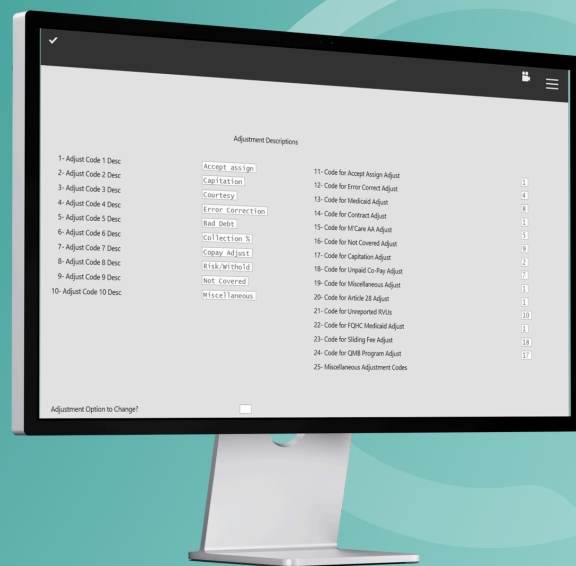 Adjustment Descriptions
1- Adjust Code 1 Desc Accept assign
2- Adjust Code 2 Desc Capitation
3- Adjust Code 3 Desc Courtesy
4- Adjust Code 4 Desc Error Correction
5- Adjust Code 5 Desc Bad Debt
6- Adjust Code 6 Desc Collection %
7- Adjust Code 7 Desc Copay Adjust
8- Adjust Code 8 Desc Risk/Withold
9- Adjust Code 9 Desc Not Covered
10- Adjust Code 10 Desc Miscellaneous
11- Code for Accept Assign Adjust 1
12- Code for Error Correct Adjust 4
13- Code for Medicaid Adjust 8
14- Code for Contract Adjust 1
15- Code for M'Care AA Adjust 5
16- Code for Not Covered Adjust 9
17- Code for Capitation Adjust 2
18- Code for Unpaid Co-Pay Adjust 7
19- Code for Miscellaneous Adjust 1
20- Code for Article 28 Adjust 1
21- Code for Unreported RVUs 10
22- Code for FQHC Medicaid Adjust 1
23- Code for Sliding Fee Adjust 18
24- Code for QMB Program Adjust 17
25- Miscellaneous Adjustment Codes
Adjustment Option to Change?